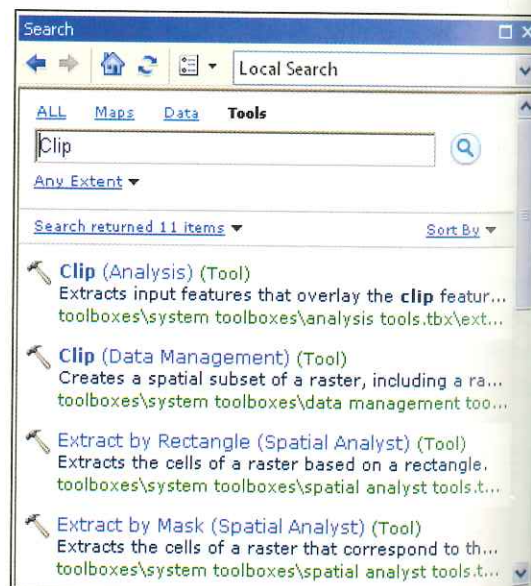 Search
Local Search
ALL Maps Data Tools
Clip
Any Extent
Search returned 11 items Sort By
Clip (Analysis) (Tool)
Extracts input features that overlay the clip featur...
toolboxes\system toolboxes\analysis tools.tbx\ext...
Clip (Data Management) (Tool)
Creates a spatial subset of a raster, including a ra...
toolboxes\system toolboxes\data management too...
Extract by Rectangle (Spatial Analyst) (Tool)
Extracts the cells of a raster based on a rectangle.
toolboxes\system toolboxes\spatial analyst tools.t...
Extract by Mask (Spatial Analyst) (Tool)
Extracts the cells of a raster that correspond to th...
toolboxes\system toolboxes\spatial analyst tools.t...